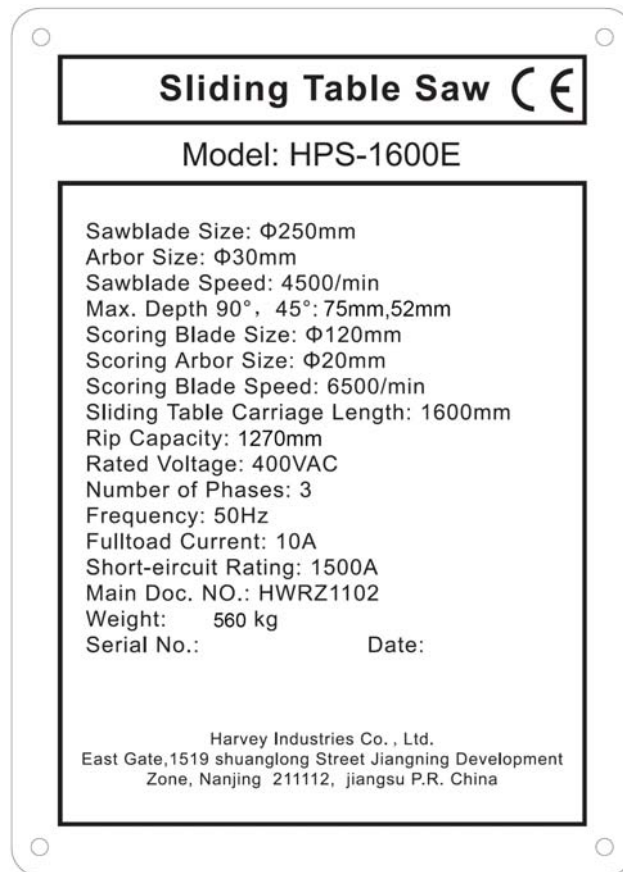 Sliding Table Saw CE
Model: HPS-1600E
Sawblade Size: Φ250mm
Arbor Size: Φ30mm
Sawblade Speed: 4500/min
Max. Depth 90°, 45°: 75mm,52mm
Scoring Blade Size: Φ120mm
Scoring Arbor Size: Φ20mm
Scoring Blade Speed: 6500/min
Sliding Table Carriage Length: 1600mm
Rip Capacity: 1270mm
Rated Voltage: 400VAC
Number of Phases: 3
Frequency: 50Hz
Fulltoad Current: 10A
Short-eircuit Rating: 1500A
Main Doc. NO.: HWRZ1102
Weight: 560 kg
Serial No.: Date:
Harvey Industries Co., Ltd.
East Gate,1519 shuanglong Street Jiangning Development
Zone, Nanjing 211112, jiangsu P.R. China